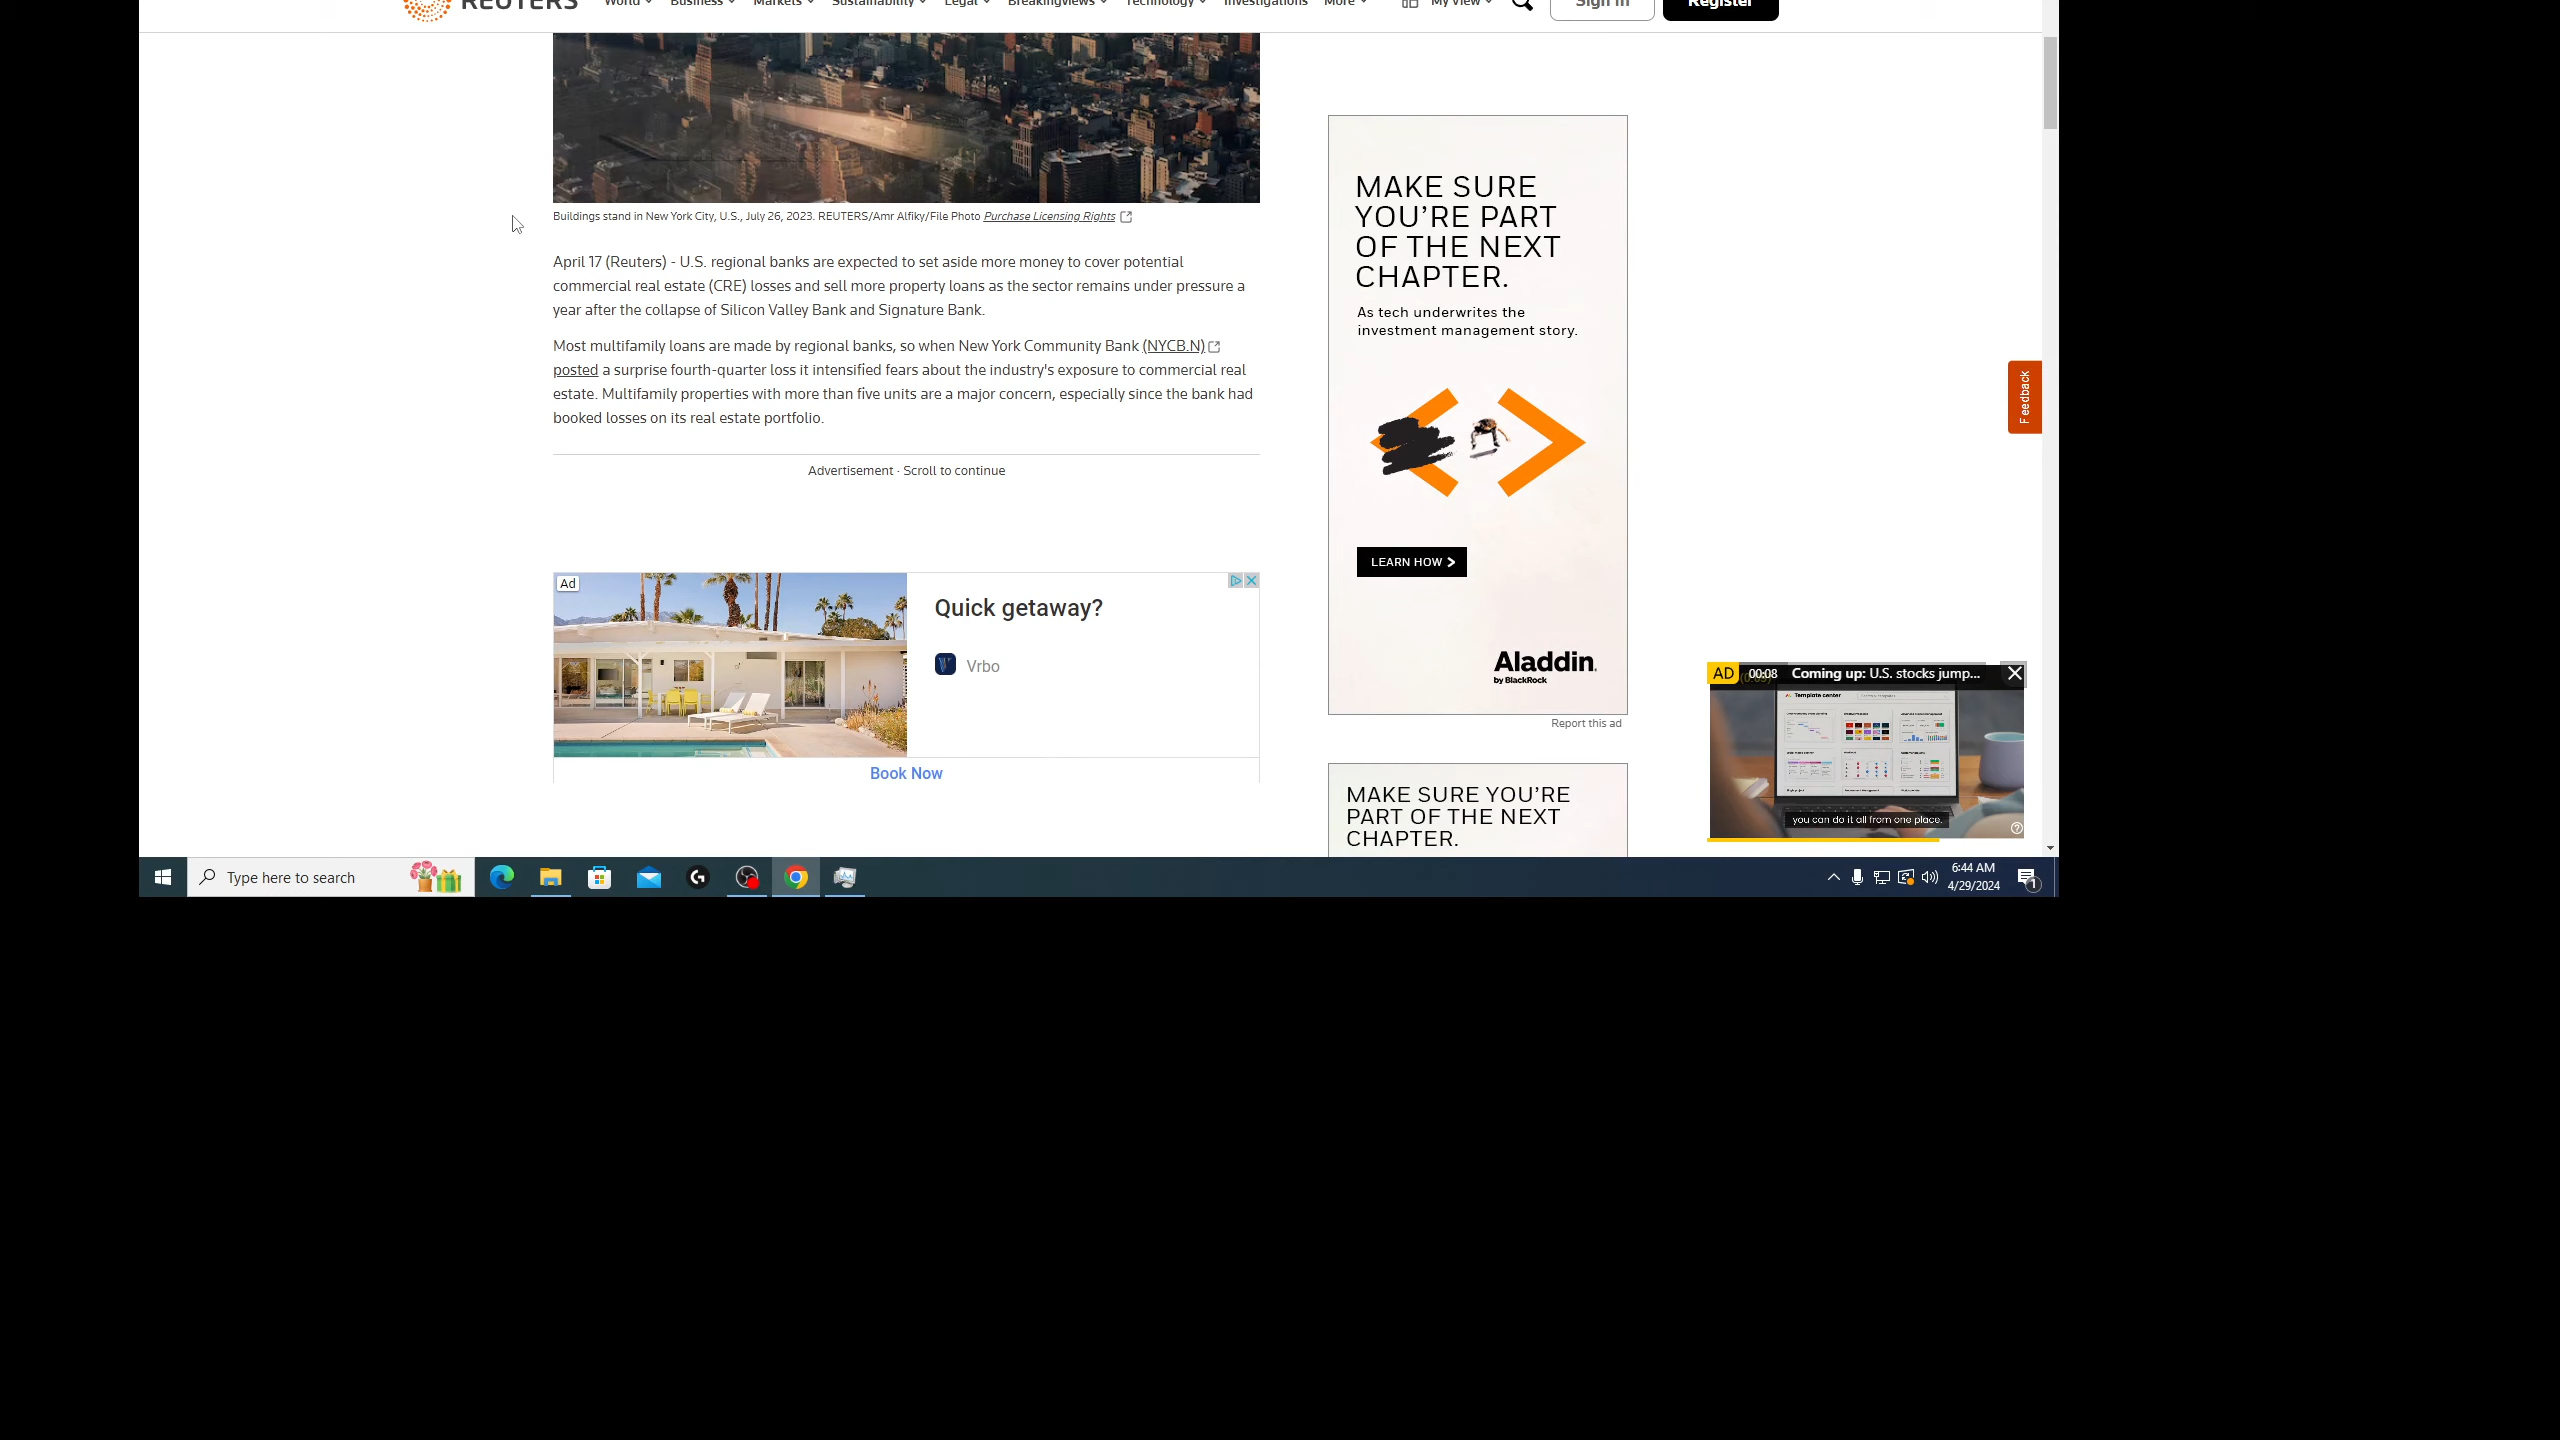 REUTERS World Business Markets Sustainability Legal Breakingviews Technology Investigations More My View Sign In Register
Buildings stand in New York City, U.S., July 26, 2023. REUTERS/Amr Alfiky/File Photo Purchase Licensing Rights
April 17 (Reuters) - U.S. regional banks are expected to set aside more money to cover potential
commercial real estate (CRE) losses and sell more property loans as the sector remains under pressure a
year after the collapse of Silicon Valley Bank and Signature Bank.
Most multifamily loans are made by regional banks, so when New York Community Bank (NYCB.N)
posted a surprise fourth-quarter loss it intensified fears about the industry's exposure to commercial real
estate. Multifamily properties with more than five units are a major concern, especially since the bank had
booked losses on its real estate portfolio.
Advertisement · Scroll to continue
Ad
Quick getaway?
Vrbo
Book Now
MAKE SURE
YOU'RE PART
OF THE NEXT
CHAPTER.
As tech underwrites the
investment management story.
LEARN HOW >
Aladdin.
by BlackRock
Report this ad
MAKE SURE YOU'RE
PART OF THE NEXT
CHAPTER.
Feedback
AD 00:08 Coming up: U.S. stocks jump...
Template center
you can do it all from one place.
Type here to search
6:44 AM
4/29/2024
1